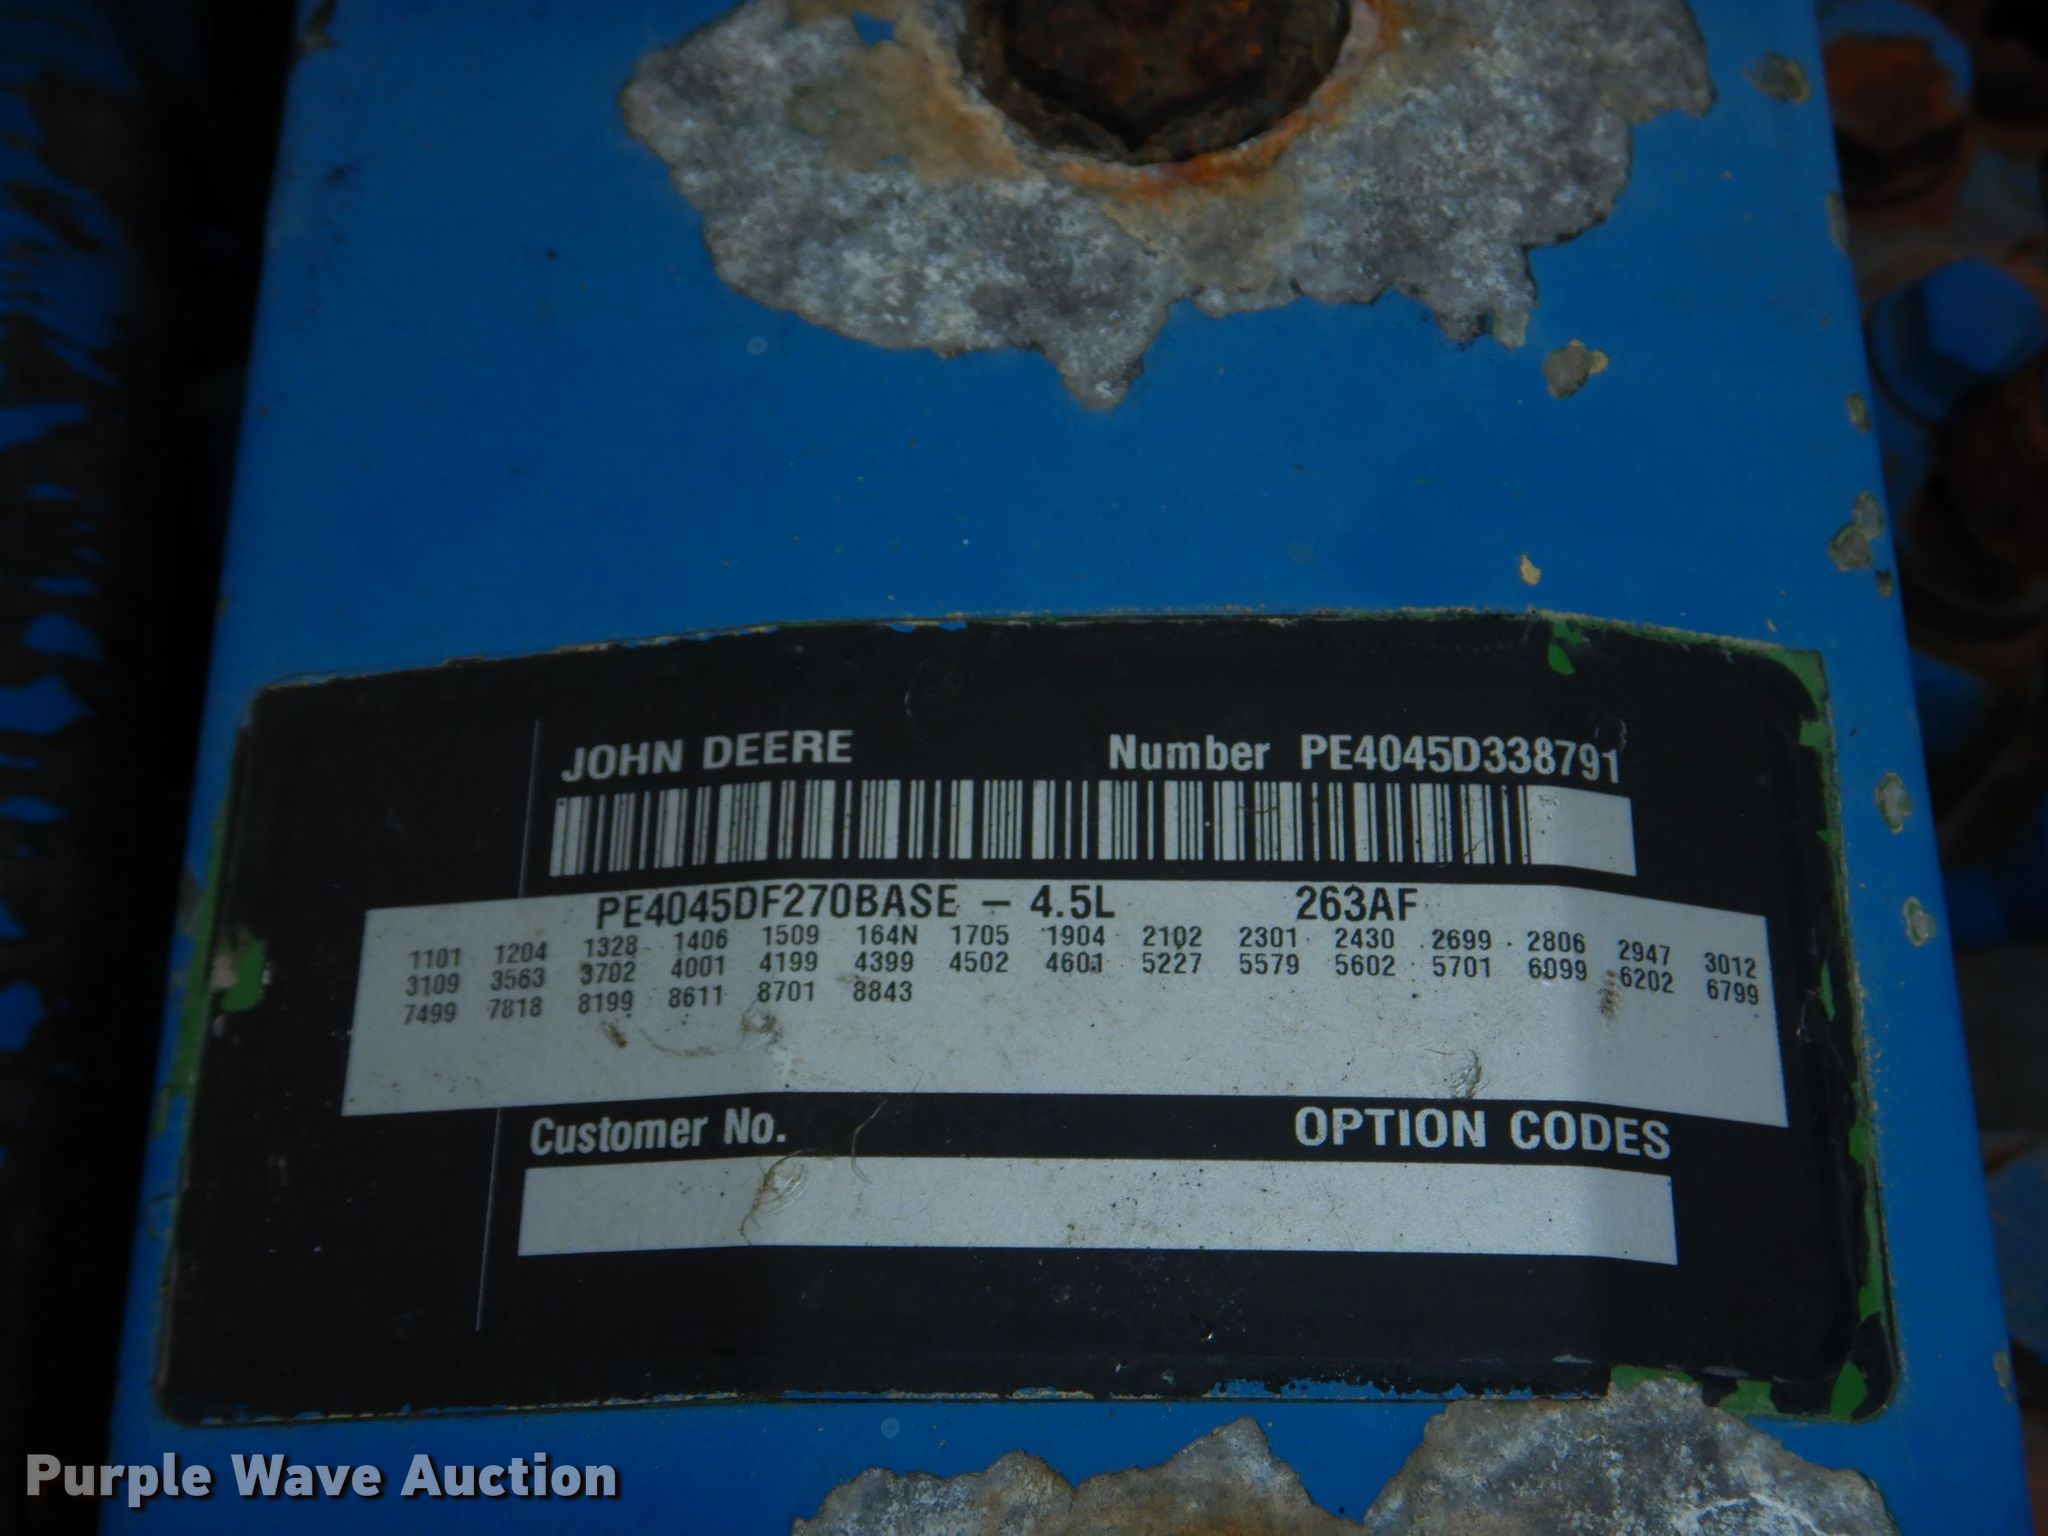 JOHN DEERE Number PE4045D338791
PE4045DF270BASE – 4.5L 263AF
1101 1204 1328 1406 1509 164N 1705 1904 2102 2301 2430 2699 2806 2947 3012
3109 3563 3702 4001 4199 4399 4502 4601 5227 5579 5602 5701 6099 6202 6799
7499 7818 8199 8611 8701 8843
Customer No. OPTION CODES
Purple Wave Auction